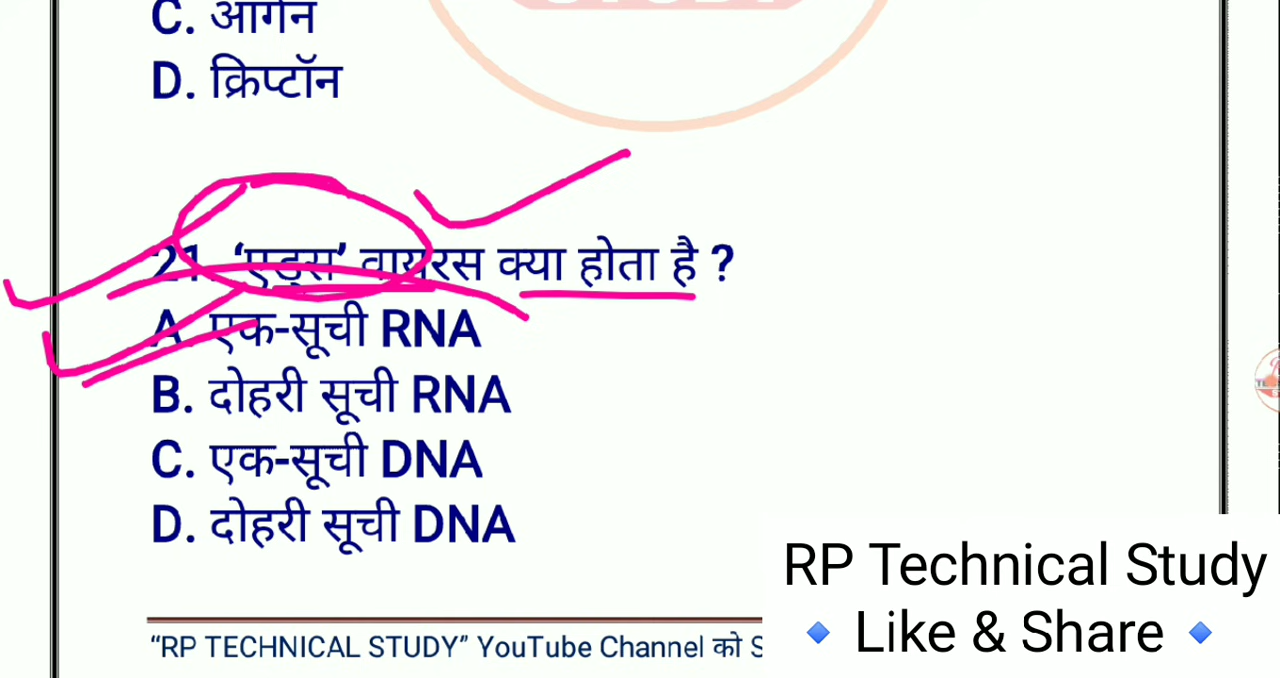 C. आर्गन
D. क्रिप्टॉन
21. ‘एड्स’ वायरस क्या होता है ?
A. एक-सूची RNA
B. दोहरी सूची RNA
C. एक-सूची DNA
D. दोहरी सूची DNA
RP Technical Study
🔹 Like & Share 🔹
“RP TECHNICAL STUDY” YouTube Channel को S